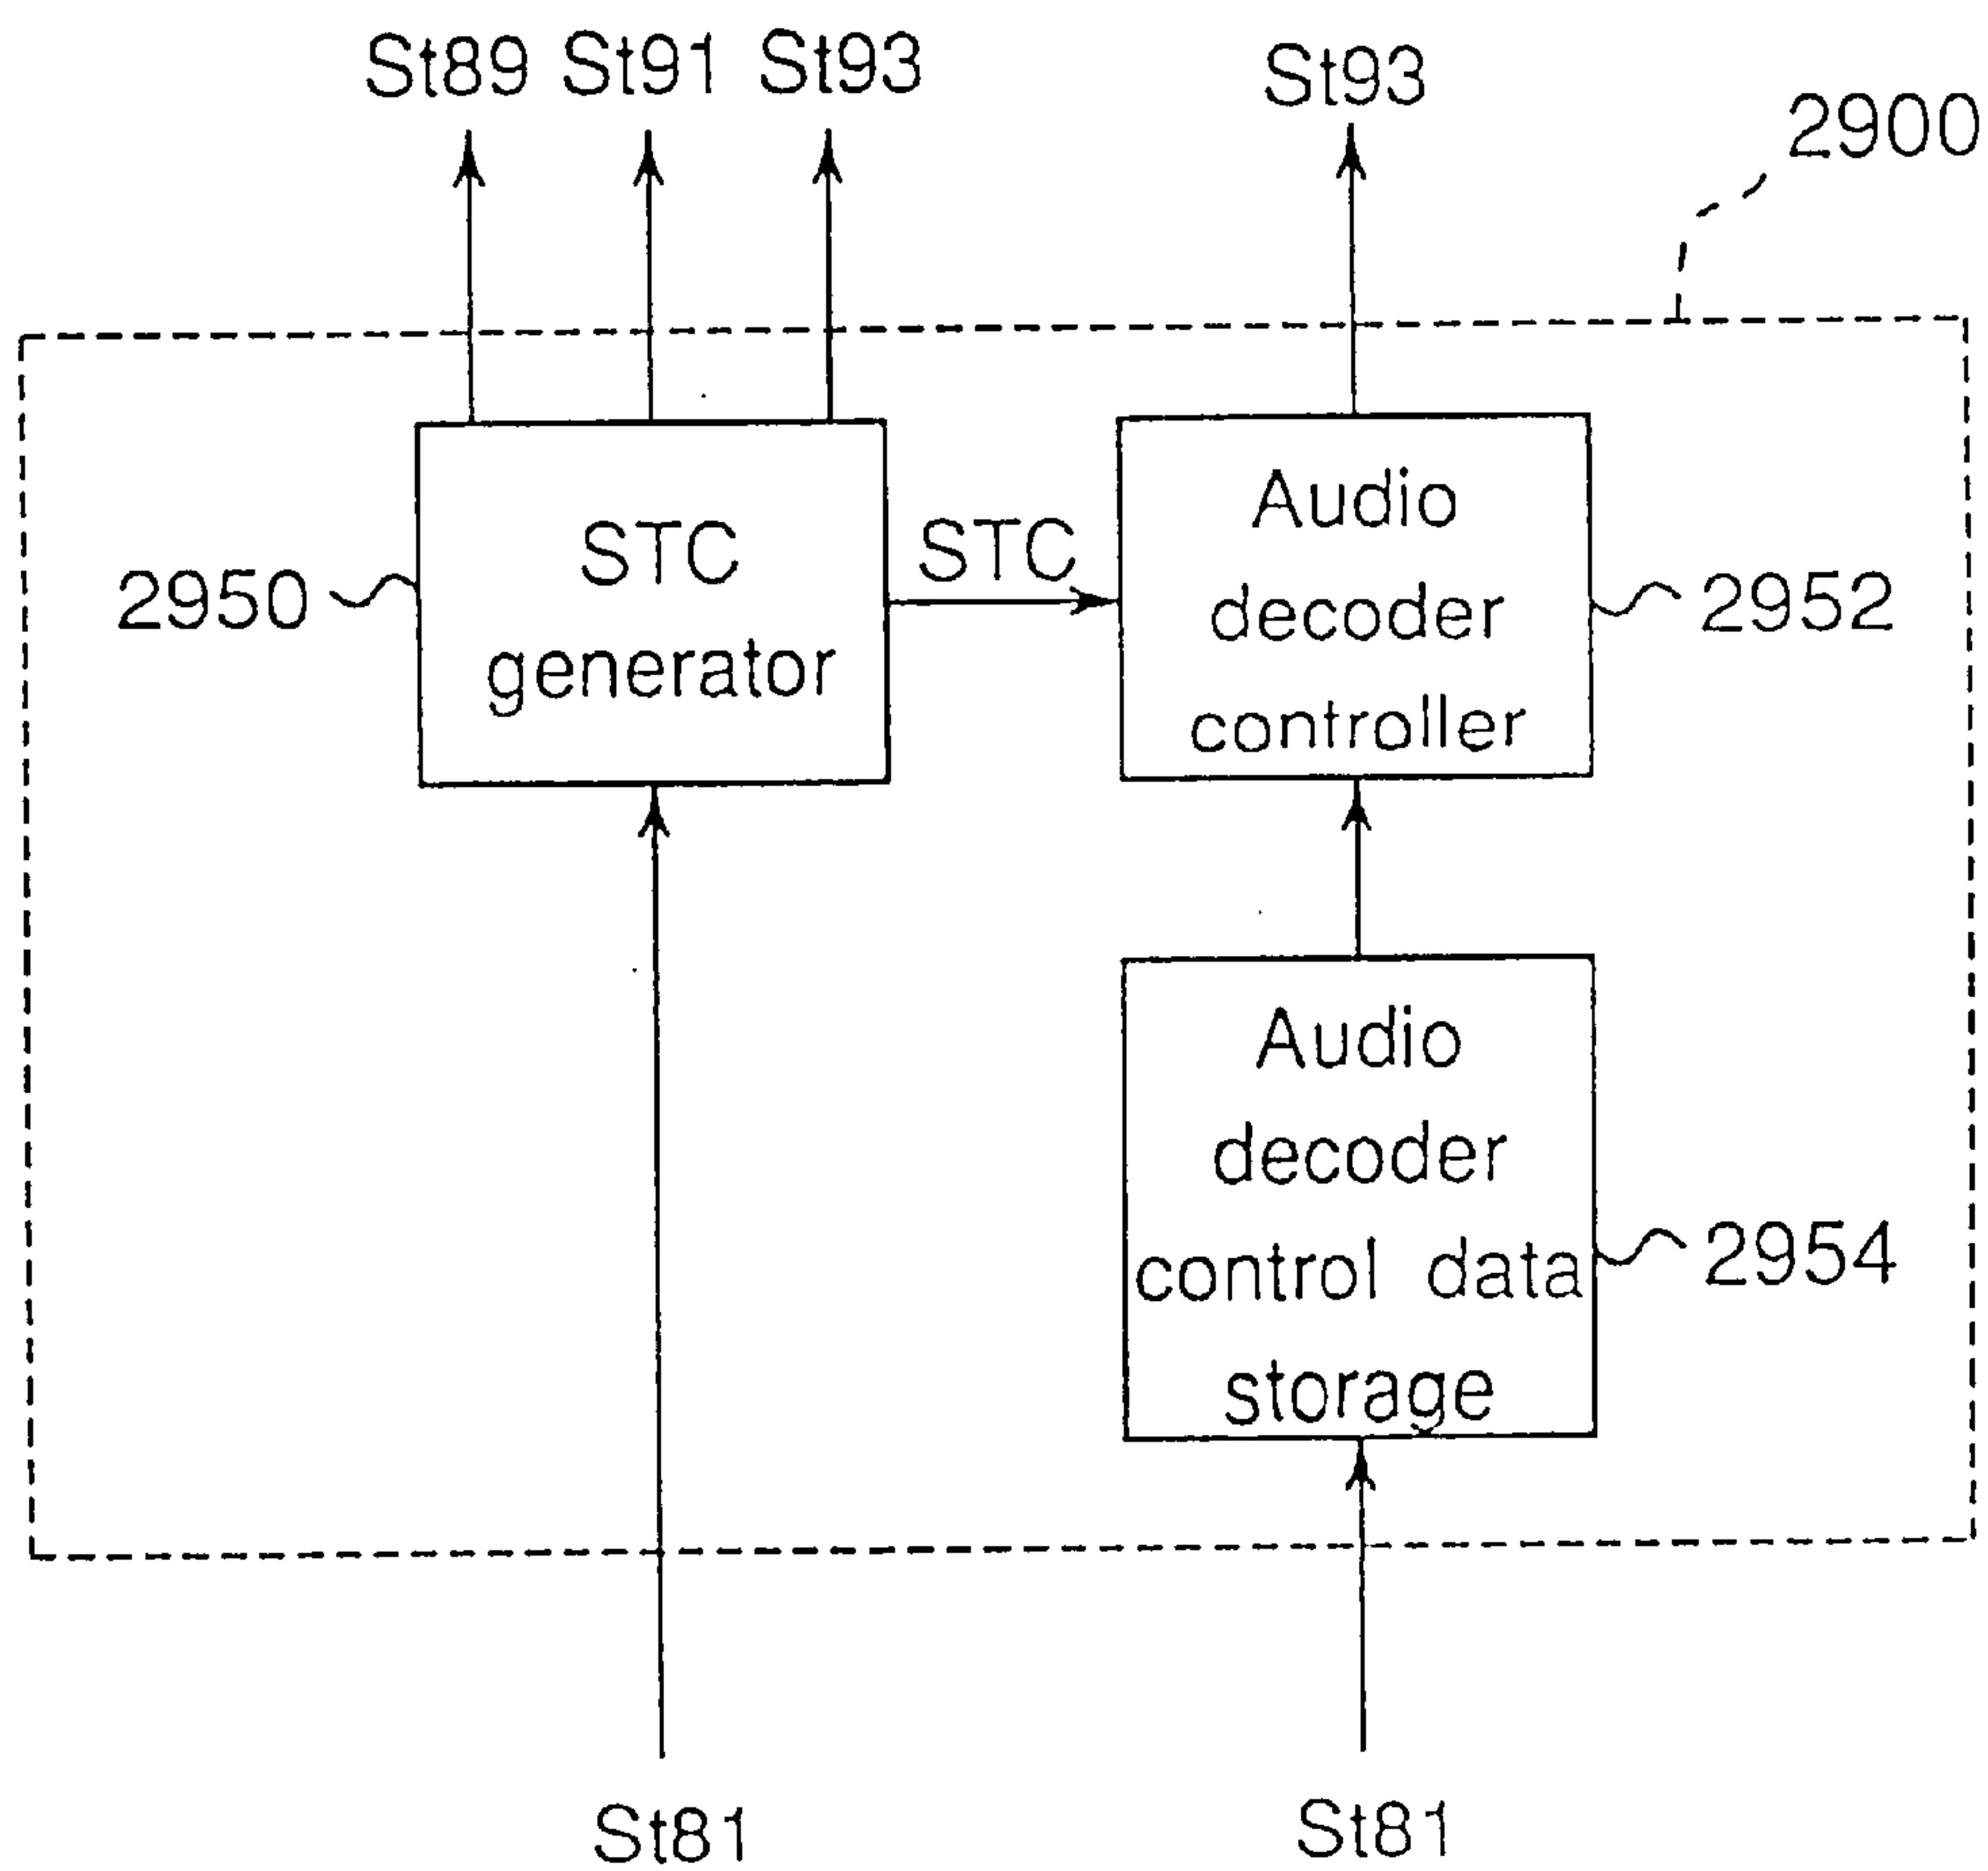 St89 St91 St93 St93
2900
STC
generator
2950
STC
Audio
decoder
controller
2952
Audio
decoder
control data
storage
2954
St81 St81